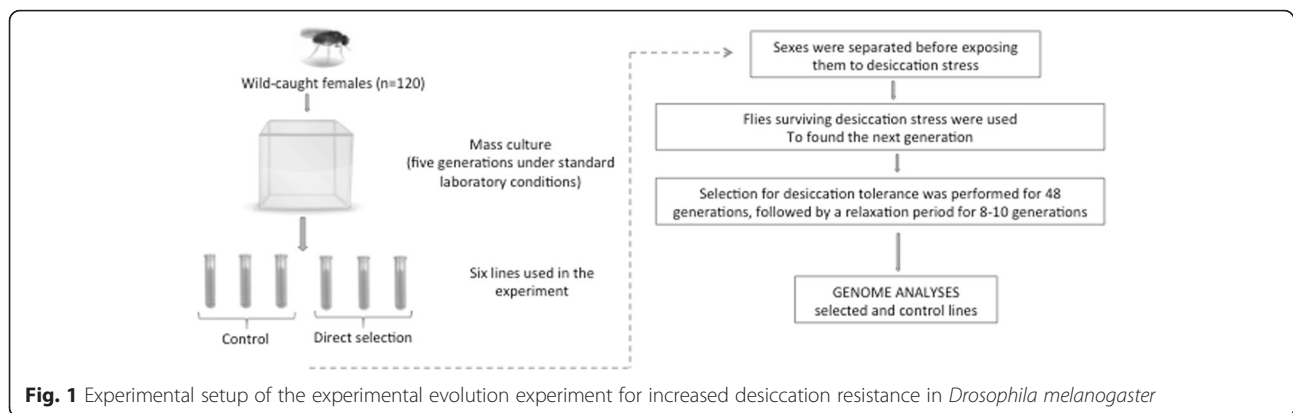 Wild-caught females (n=120)
Mass culture
(five generations under standard
laboratory conditions)
Six lines used in the
experiment
Control
Direct selection
Sexes were separated before exposing
them to desiccation stress
Flies surviving desiccation stress were used
To found the next generation
Selection for desiccation tolerance was performed for 48
generations, followed by a relaxation period for 8-10 generations
GENOME ANALYSES
selected and control lines
Fig. 1 Experimental setup of the experimental evolution experiment for increased desiccation resistance in Drosophila melanogaster